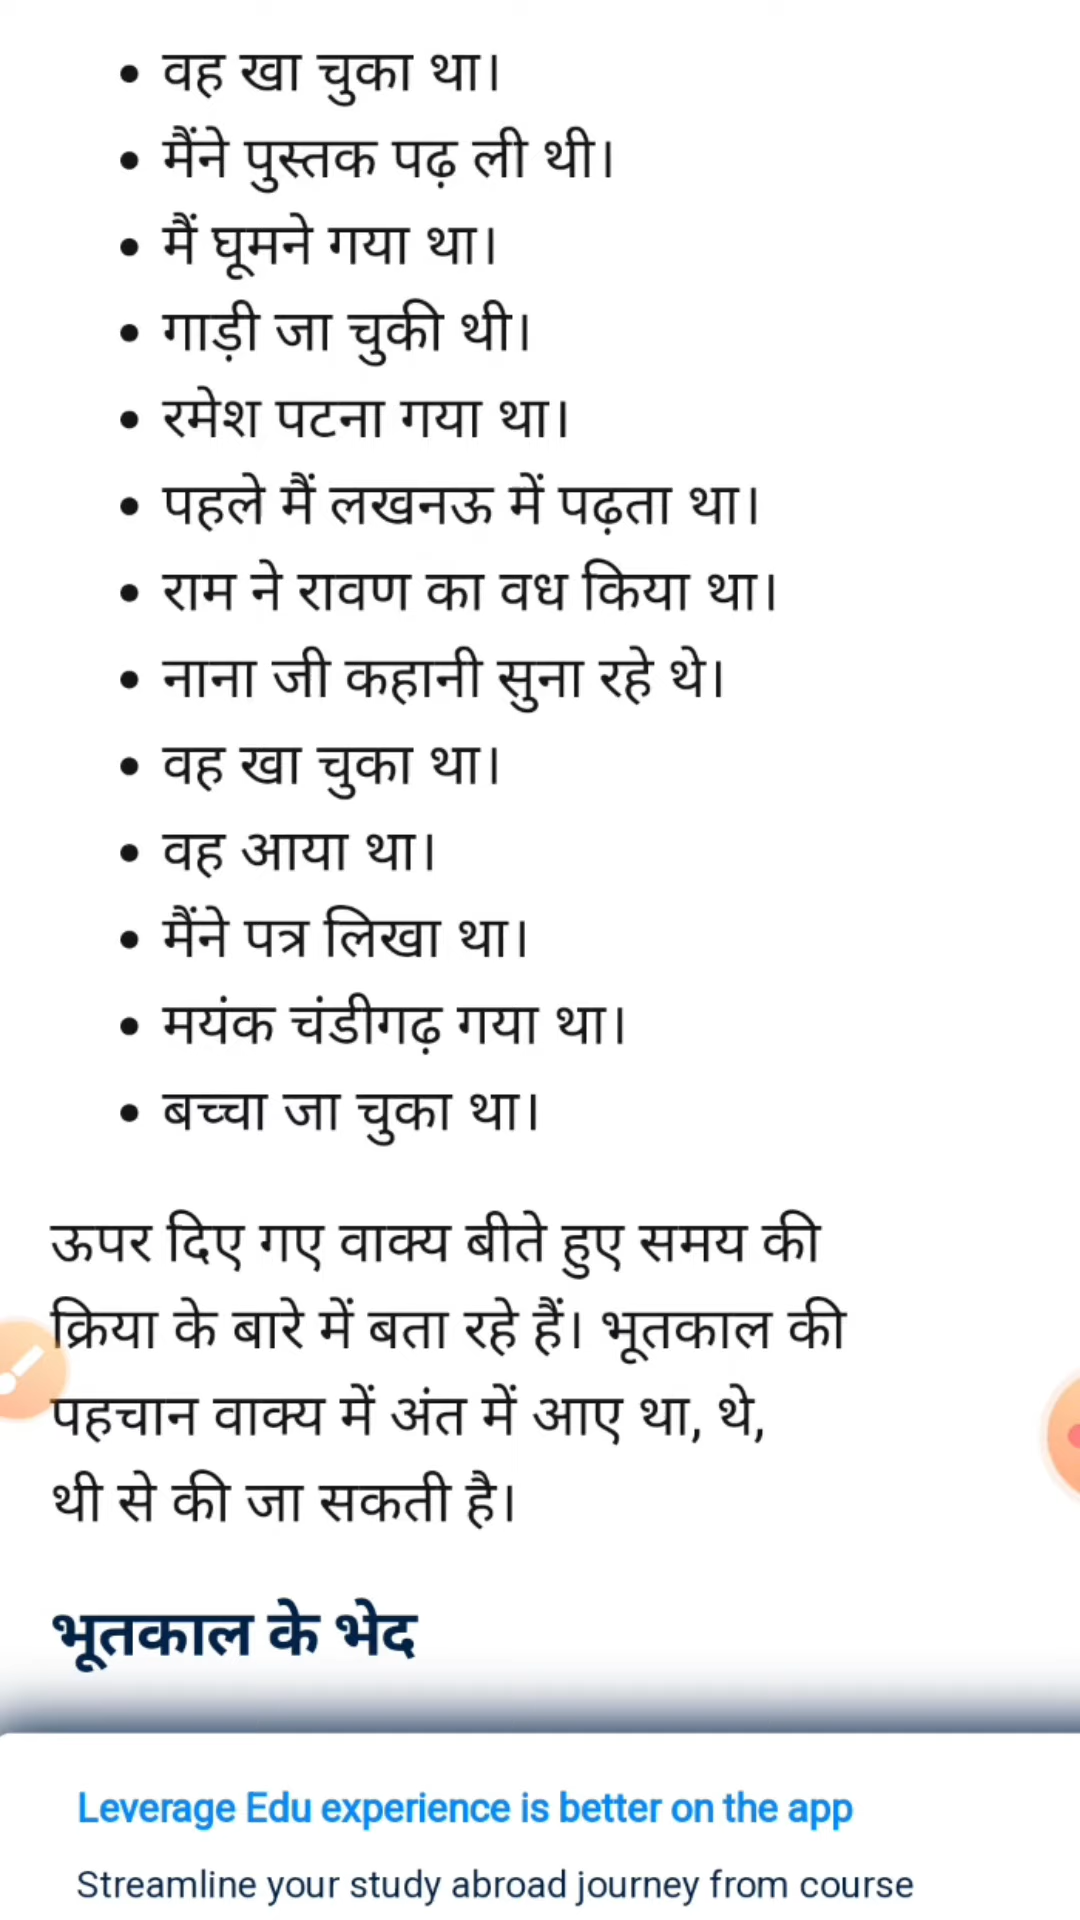 • वह खा चुका था।
• मैंने पुस्तक पढ़ ली थी।
• मैं घूमने गया था।
• गाड़ी जा चुकी थी।
• रमेश पटना गया था।
• पहले मैं लखनऊ में पढ़ता था।
• राम ने रावण का वध किया था।
• नाना जी कहानी सुना रहे थे।
• वह खा चुका था।
• वह आया था।
• मैंने पत्र लिखा था।
• मयंक चंडीगढ़ गया था।
• बच्चा जा चुका था।
ऊपर दिए गए वाक्य बीते हुए समय की
क्रिया के बारे में बता रहे हैं। भूतकाल की
पहचान वाक्य में अंत में आए था, थे,
थी से की जा सकती है।
भूतकाल के भेद
Leverage Edu experience is better on the app
Streamline your study abroad journey from course